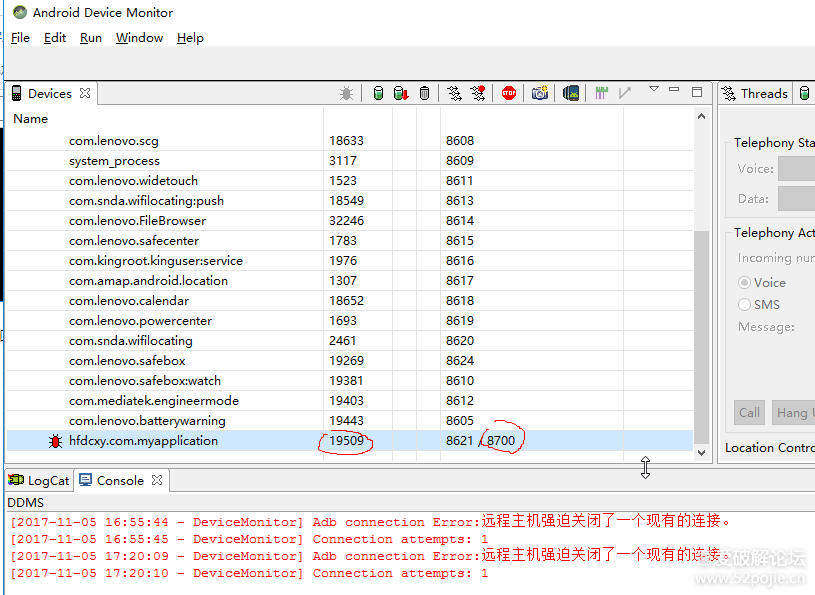 Android Device Monitor
File Edit Run Window Help
Devices
Threads
Name
com.lenovo.scg 18633 8608
system_process 3117 8609
com.lenovo.widetouch 1523 8611
com.snda.wifilocating:push 18549 8613
com.lenovo.FileBrowser 32246 8614
com.lenovo.safecenter 1783 8615
com.kingroot.kinguser:service 1976 8616
com.amap.android.location 1307 8617
com.lenovo.calendar 18652 8618
com.lenovo.powercenter 1693 8619
com.snda.wifilocating 2461 8620
com.lenovo.safebox 19269 8624
com.lenovo.safebox:watch 19381 8610
com.mediatek.engineermode 19403 8612
com.lenovo.batterywarning 19443 8605
hfdcxy.com.myapplication 19509 8621 / 8700
STOP
Telephony Sta
Voice:
Data:
Telephony Act
Incoming nur
Voice
SMS
Message:
Call Hang
Location Contro
LogCat Console
DDMS
[2017-11-05 16:55:44 - DeviceMonitor] Adb connection Error:远程主机强迫关闭了一个现有的连接。
[2017-11-05 16:55:45 - DeviceMonitor] Connection attempts: 1
[2017-11-05 17:20:09 - DeviceMonitor] Adb connection Error:远程主机强迫关闭了一个现有的连接。
[2017-11-05 17:20:10 - DeviceMonitor] Connection attempts: 1
吾爱破解论坛
www.52pojie.cn